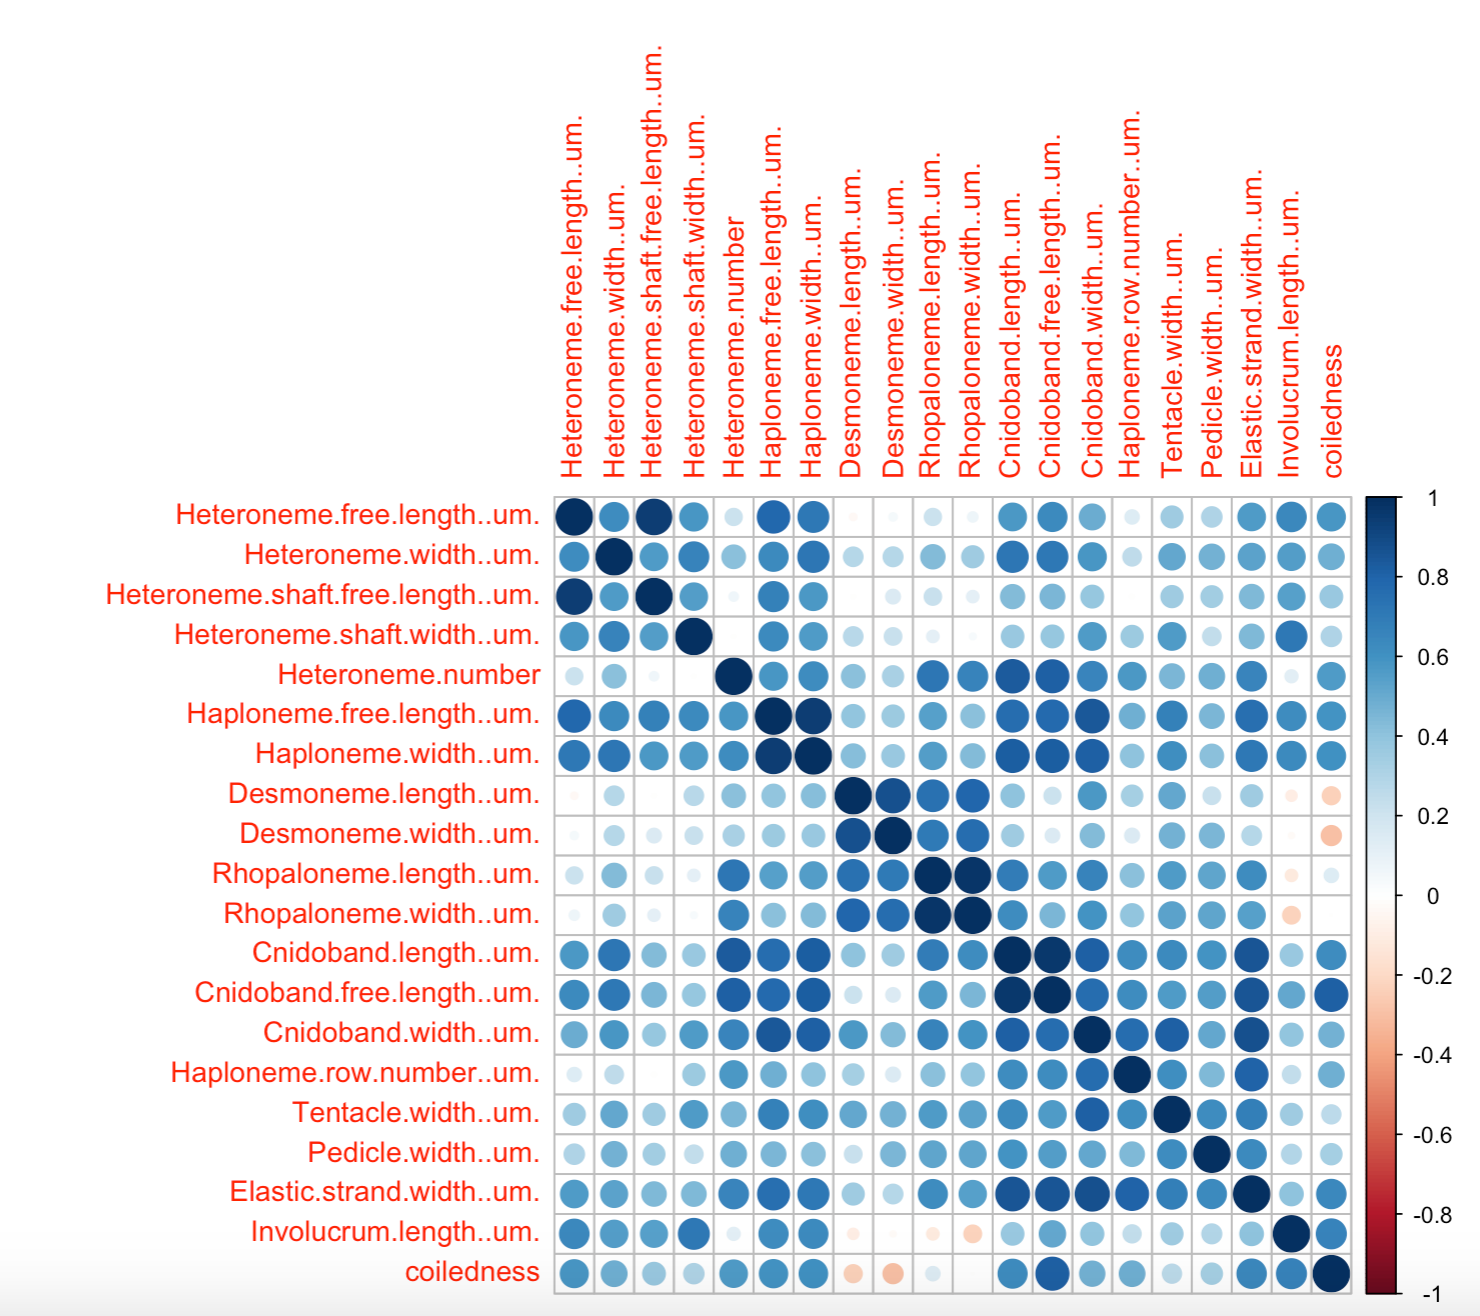 Heteroneme.free.length..um.
Heteroneme.width..um.
Heteroneme.shaft.free.length..um.
Heteroneme.shaft.width..um.
Heteroneme.number
Haploneme.free.length..um.
Haploneme.width..um.
Desmoneme.length..um.
Desmoneme.width..um.
Rhopaloneme.length..um.
Rhopaloneme.width..um.
Cnidoband.length..um.
Cnidoband.free.length..um.
Cnidoband.width..um.
Haploneme.row.number..um.
Tentacle.width..um.
Pedicle.width..um.
Elastic.strand.width..um.
Involucrum.length..um.
coiledness
Heteroneme.free.length..um.
Heteroneme.width..um.
Heteroneme.shaft.free.length..um.
Heteroneme.shaft.width..um.
Heteroneme.number
Haploneme.free.length..um.
Haploneme.width..um.
Desmoneme.length..um.
Desmoneme.width..um.
Rhopaloneme.length..um.
Rhopaloneme.width..um.
Cnidoband.length..um.
Cnidoband.free.length..um.
Cnidoband.width..um.
Haploneme.row.number..um.
Tentacle.width..um.
Pedicle.width..um.
Elastic.strand.width..um.
Involucrum.length..um.
coiledness
1
0.8
0.6
0.4
0.2
0
-0.2
-0.4
-0.6
-0.8
-1